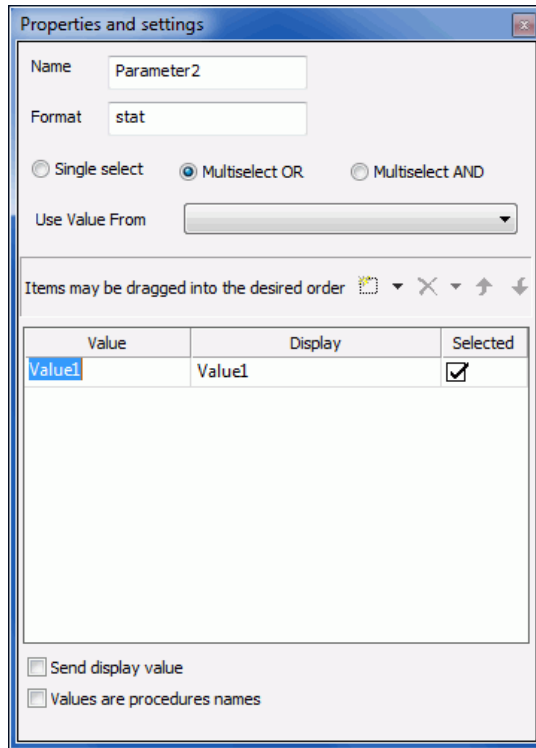 Properties and settings
Name Parameter2
Format stat
Single select Multiselect OR Multiselect AND
Use Value From
Items may be dragged into the desired order
Value Display Selected
Value1 Value1
Send display value
Values are procedures names